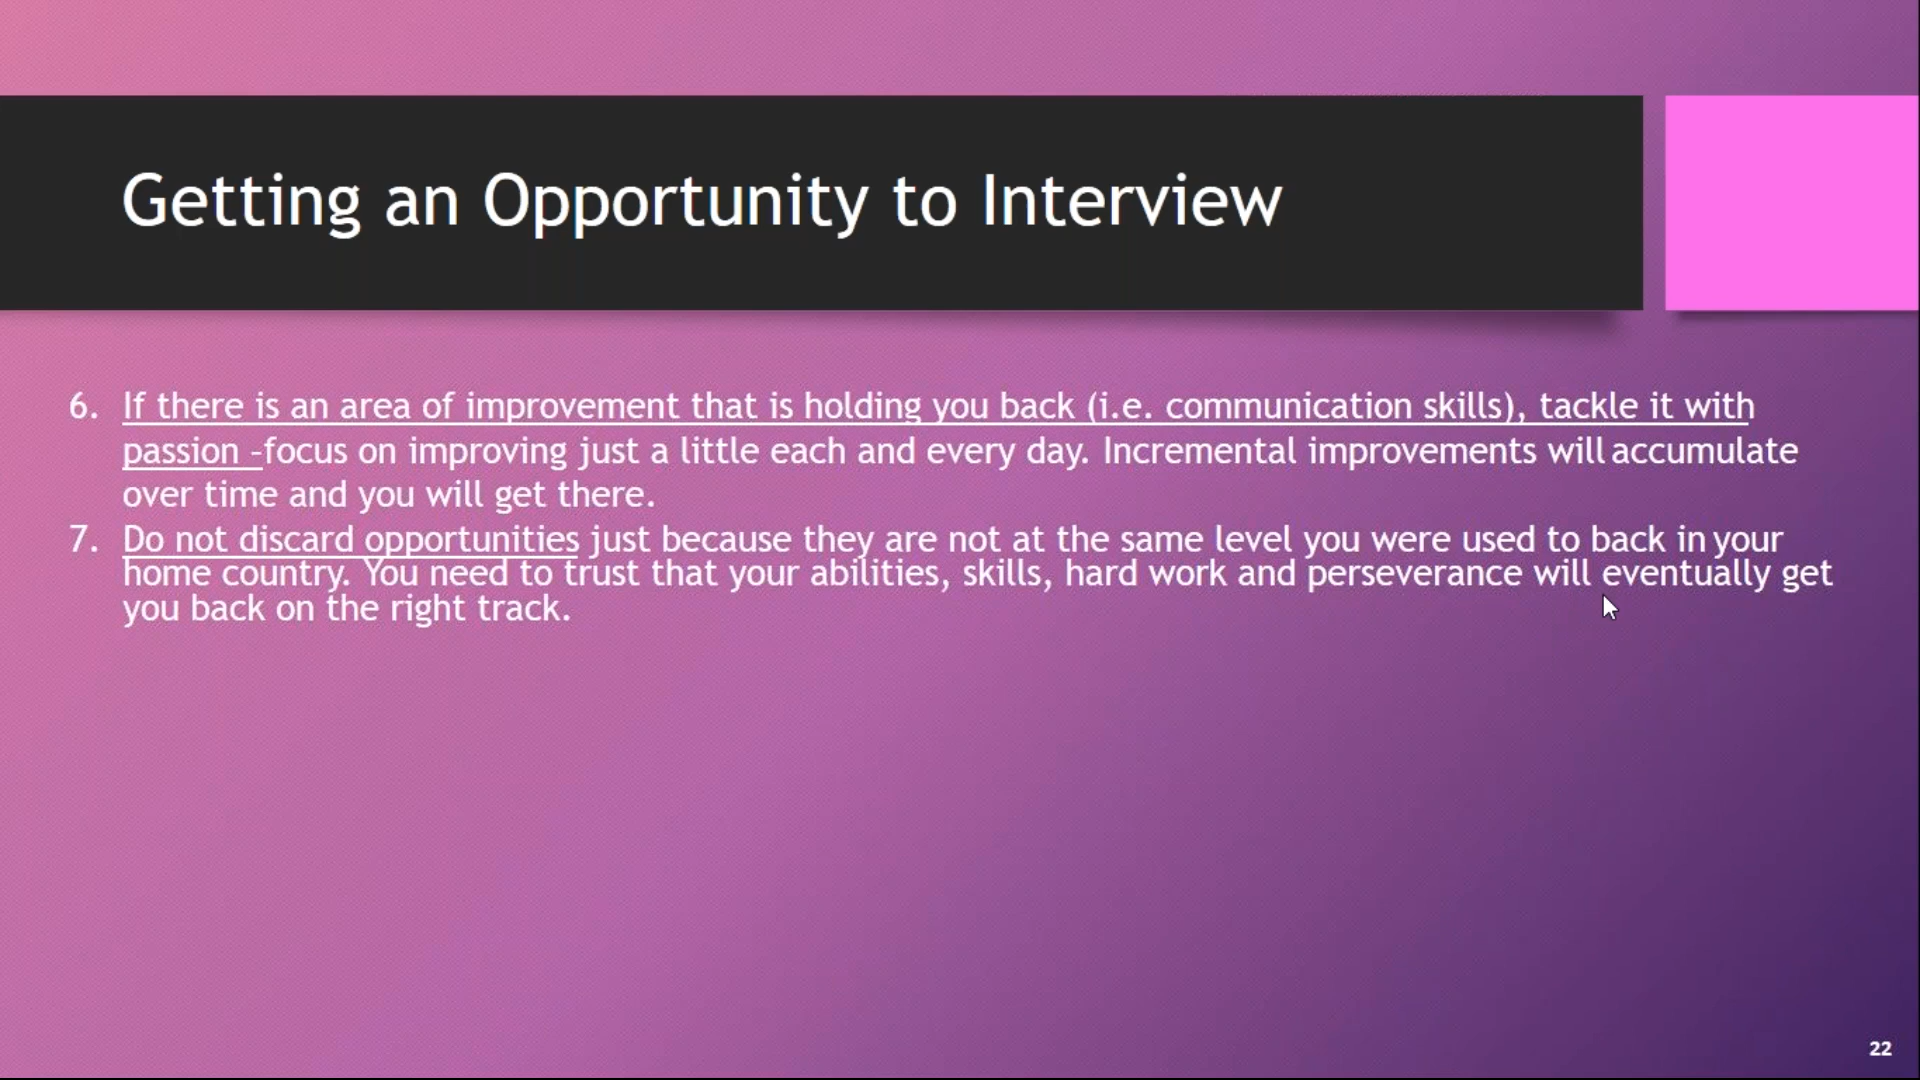 Getting an Opportunity to Interview
6. If there is an area of improvement that is holding you back (i.e. communication skills), tackle it with
passion -focus on improving just a little each and every day. Incremental improvements will accumulate
over time and you will get there.
7. Do not discard opportunities just because they are not at the same level you were used to back in your
home country. You need to trust that your abilities, skills, hard work and perseverance will eventually get
you back on the right track.
22